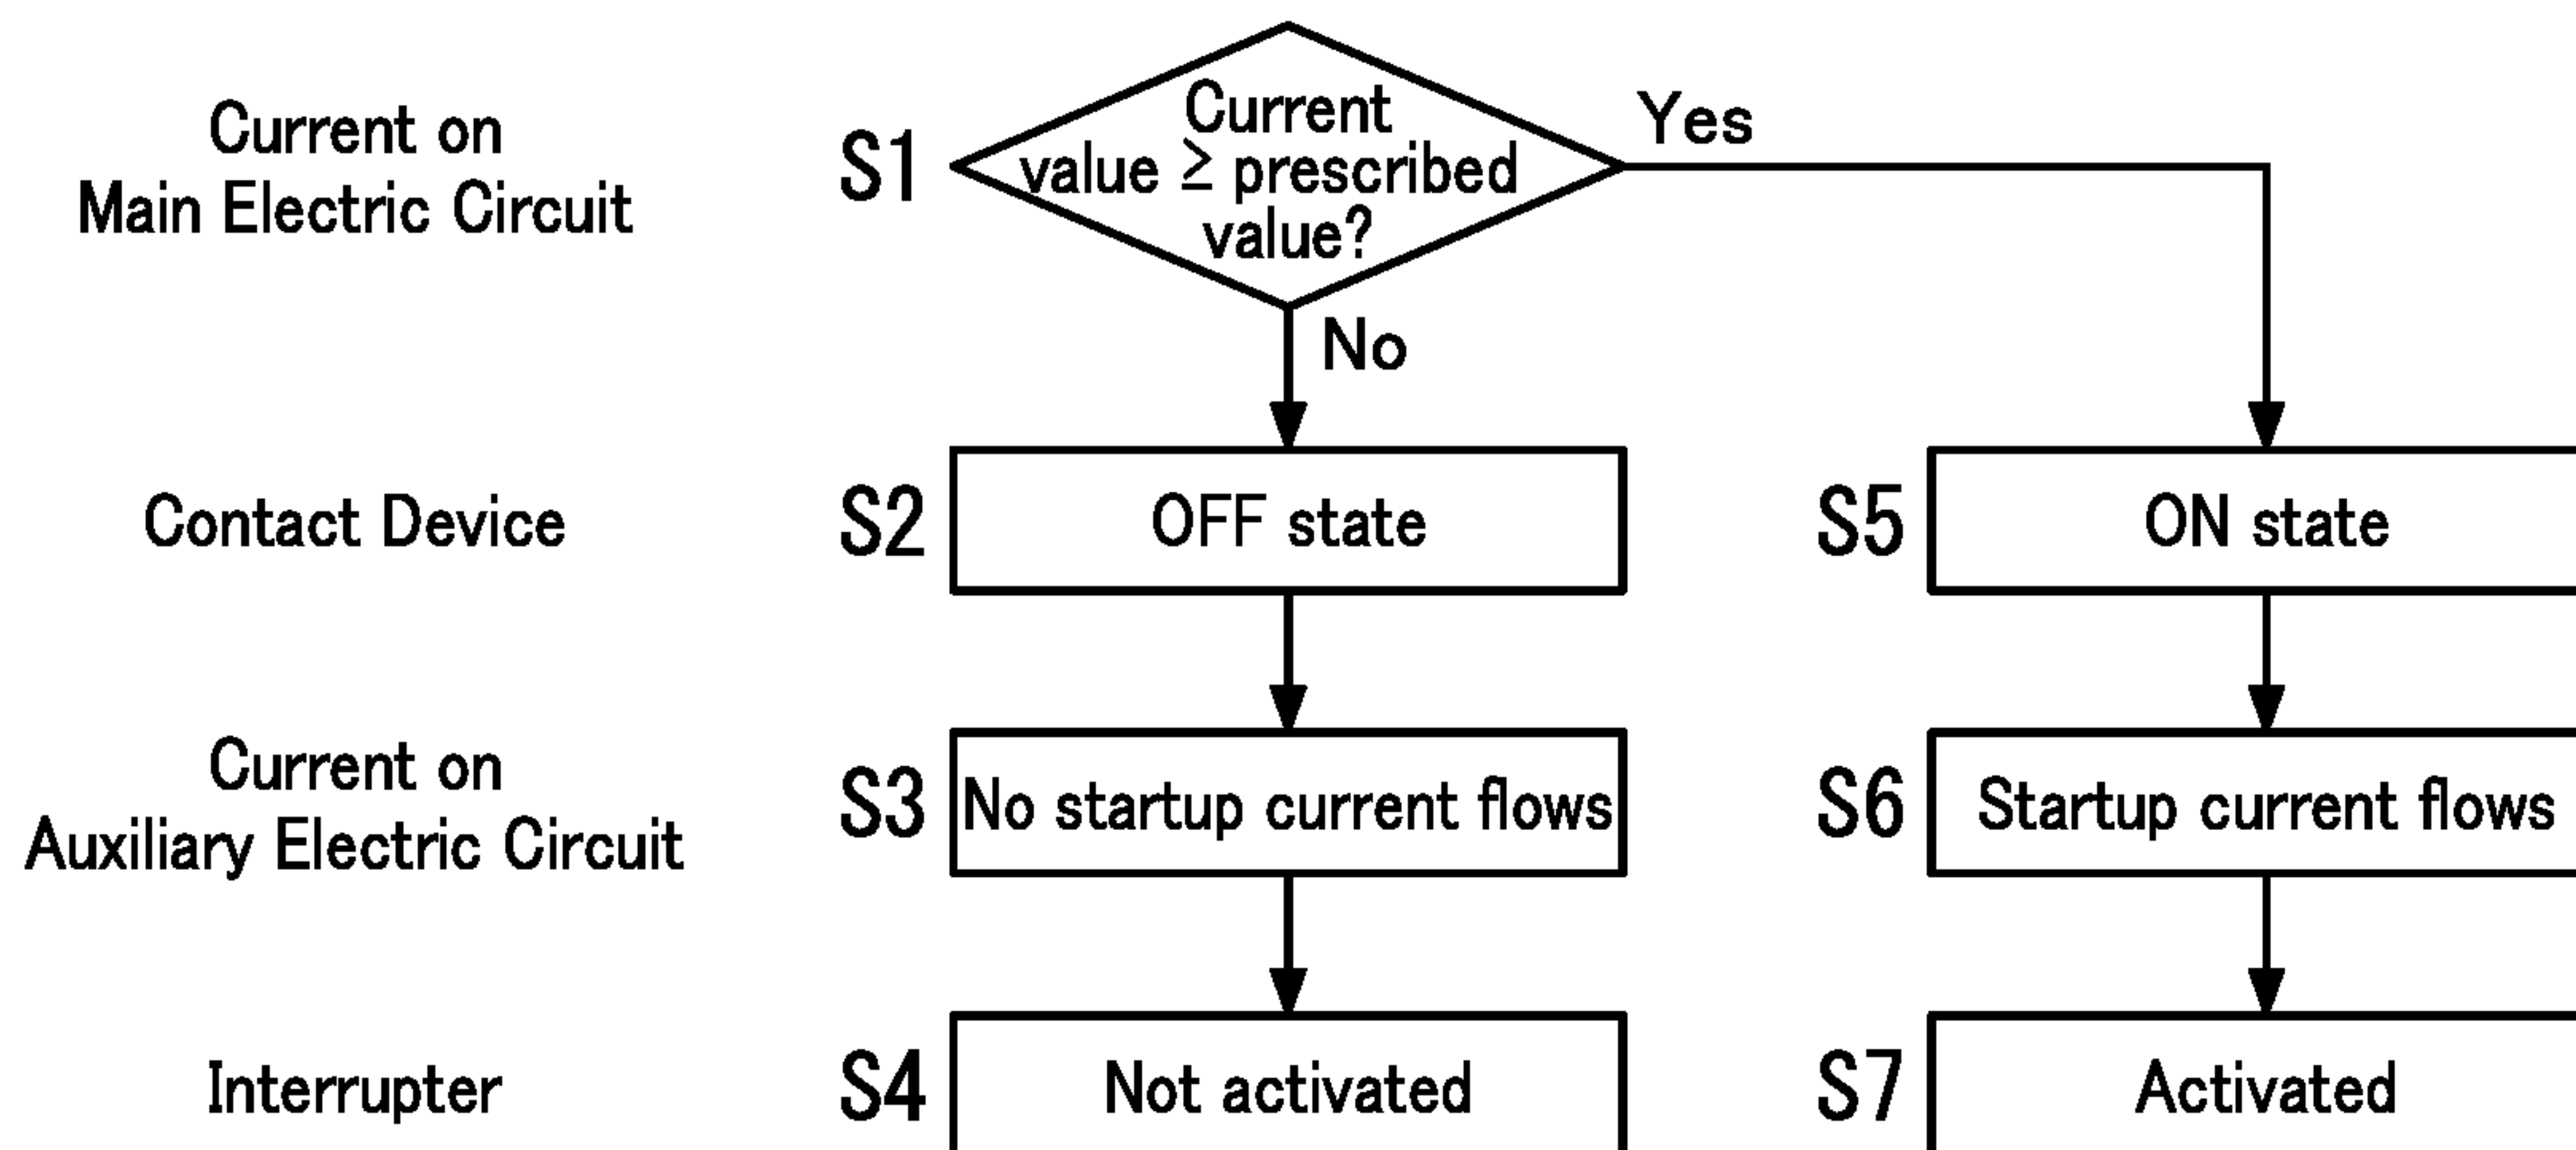 Current on
Main Electric Circuit
S1
Current
value ≥ prescribed
value?
Yes
No
Contact Device
S2
OFF state
S5
ON state
Current on
Auxiliary Electric Circuit
S3
No startup current flows
S6
Startup current flows
Interrupter
S4
Not activated
S7
Activated